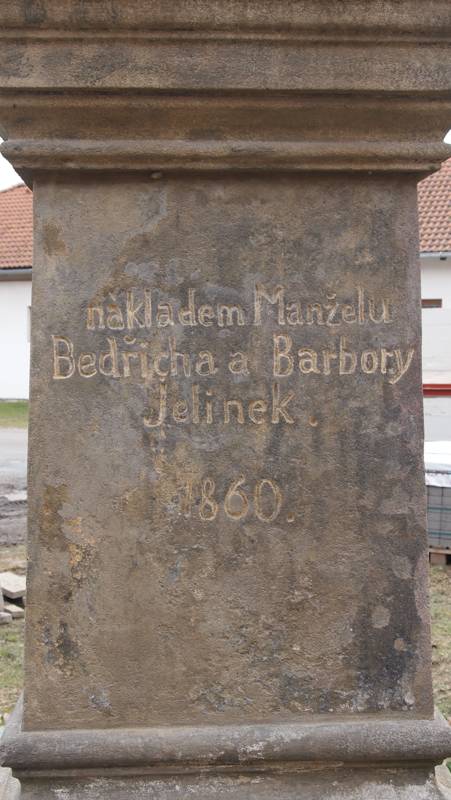 nákladem Manželu
Bedřicha a Barbory
Jelinek.
1860.